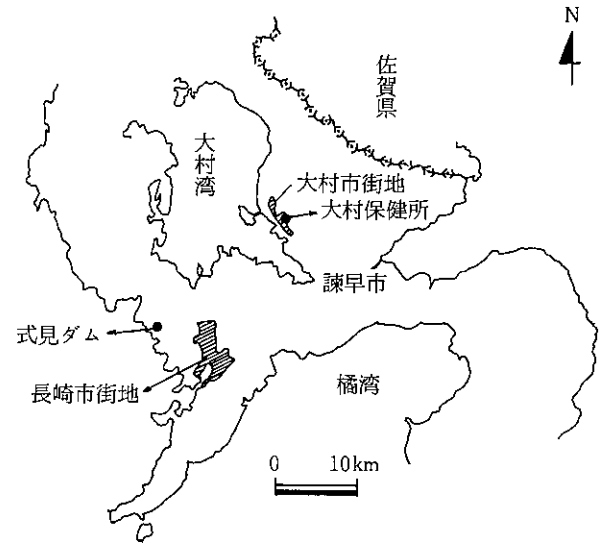 N
佐賀県
大村湾
大村市街地
大村保健所
諫早市
式見ダム
長崎市街地
橘湾
0 10km